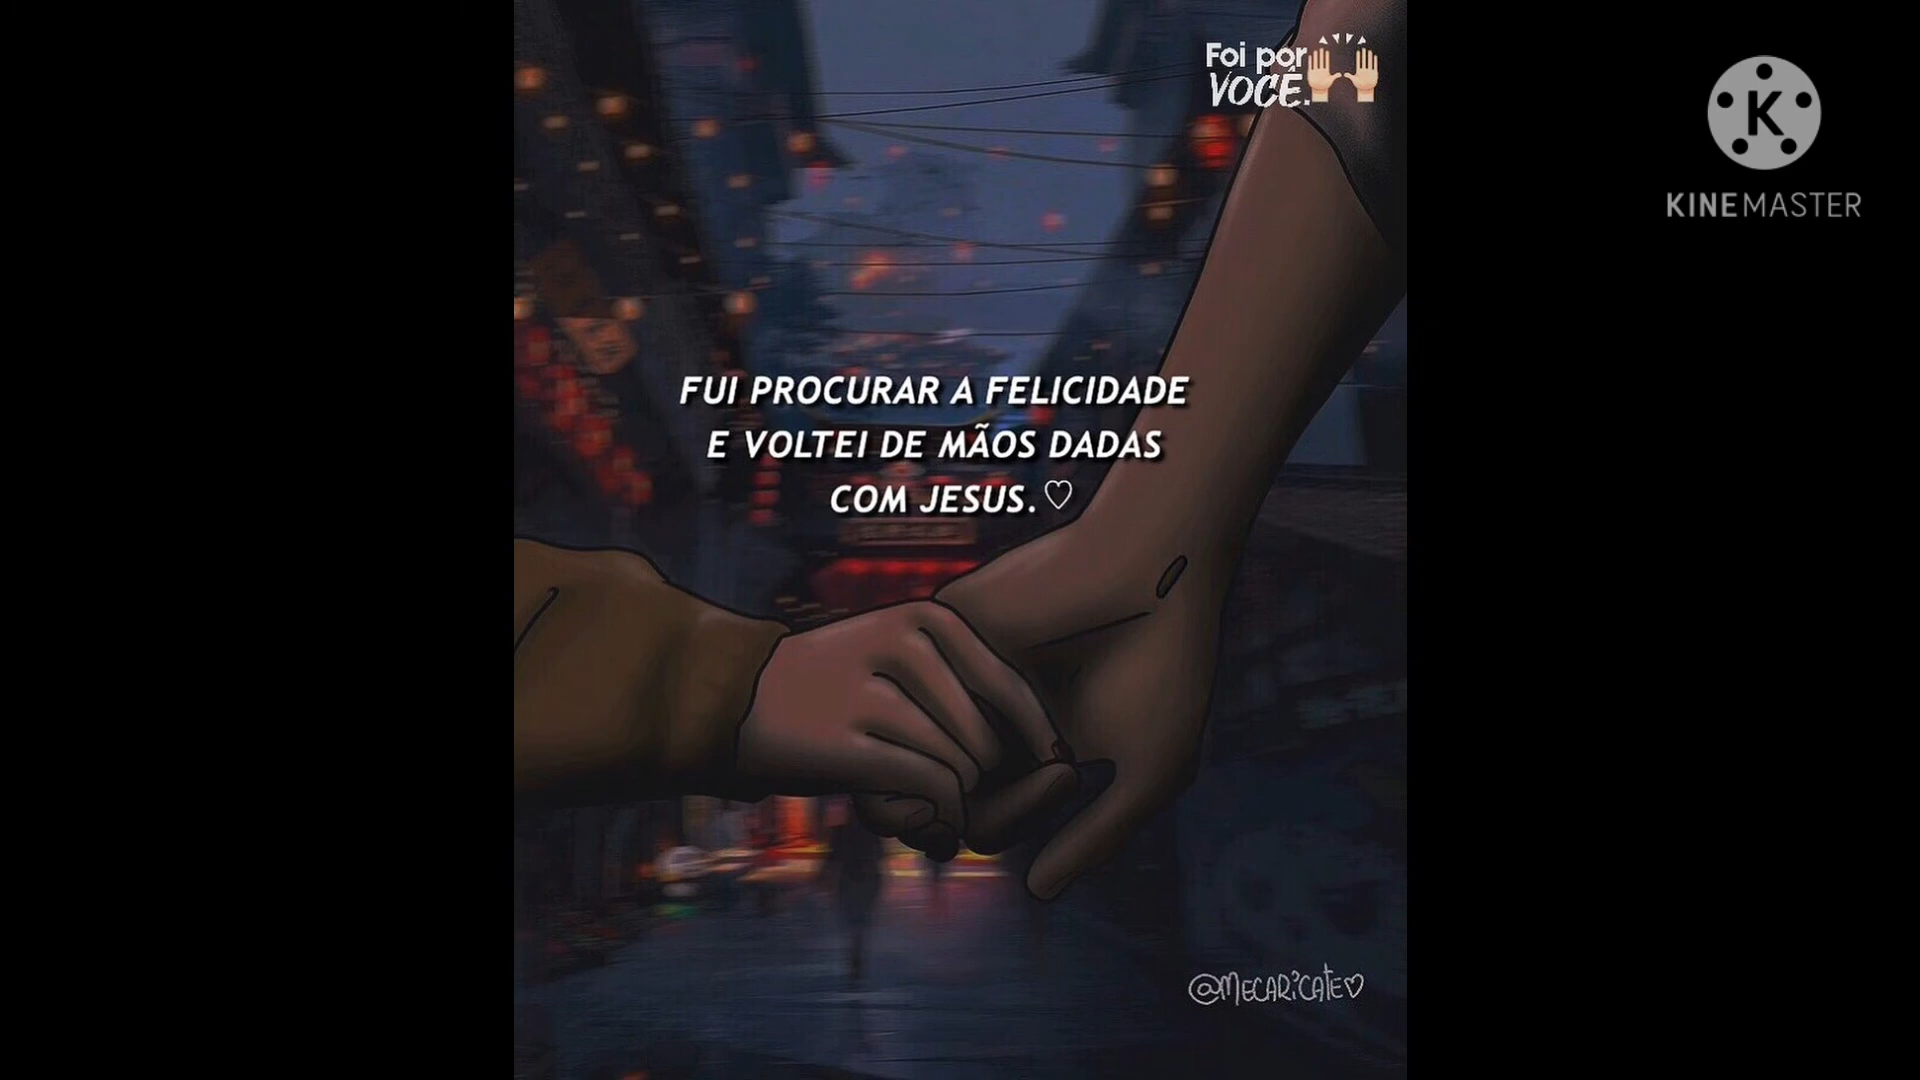 Foi por
VOCÊ.
K
KINEMASTER
FUI PROCURAR A FELICIDADE
E VOLTEI DE MÃOS DADAS
COM JESUS.♡
@MECARICATE♡